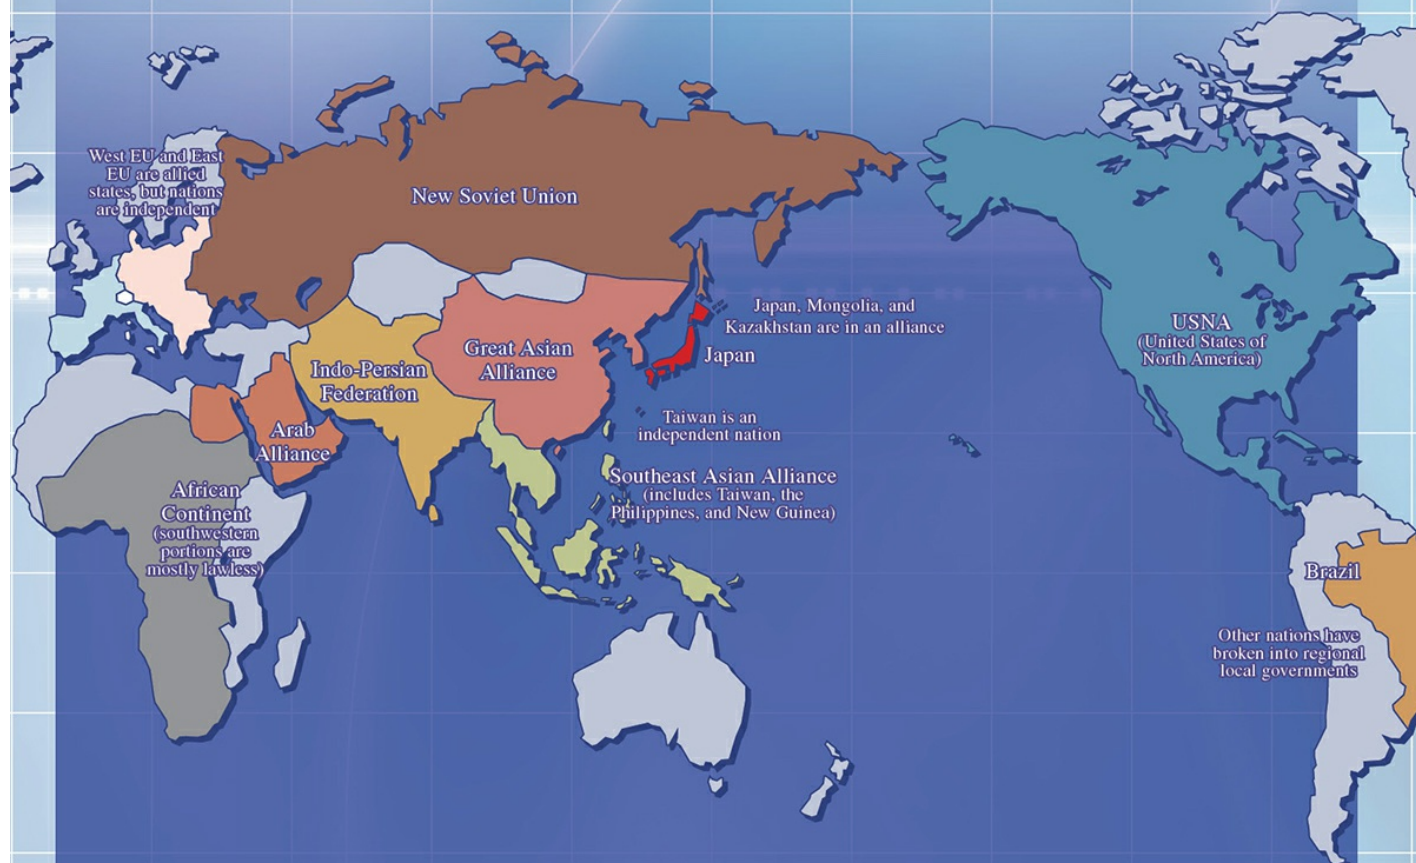 West EU and East
EU are allied
states, but nations
are independent
New Soviet Union
Japan, Mongolia, and
Kazakhstan are in an alliance
Japan
USNA
(United States of
North America)
Great Asian
Alliance
Indo-Persian
Federation
Arab
Alliance
Taiwan is an
independent nation
Southeast Asian Alliance
(includes Taiwan, the
Philippines, and New Guinea)
African
Continent
(southwestern
portions are
mostly lawless)
Brazil
Other nations have
broken into regional
local governments